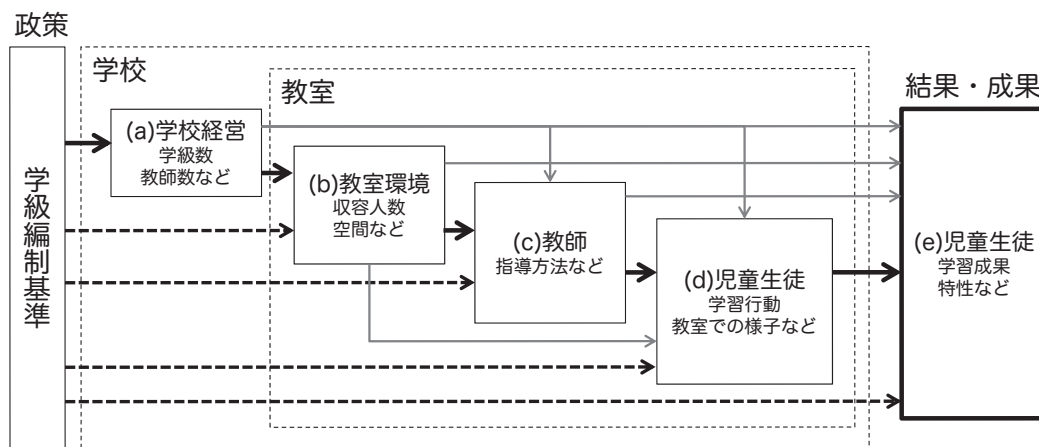 政策
学級編制基準
学校
(a)学校経営
学級数
教師数など
教室
(b)教室環境
収容人数
空間など
(c)教師
指導方法など
(d)児童生徒
学習行動
教室での様子など
結果・成果
(e)児童生徒
学習成果
特性など